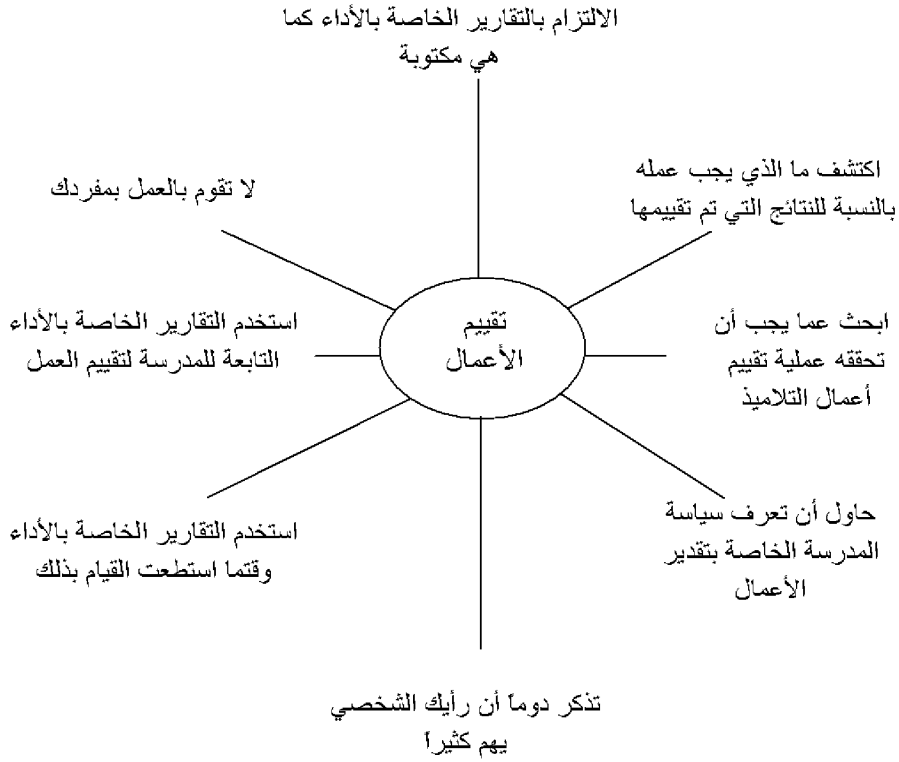 الالتزام بالتقارير الخاصة بالأداء كما
هي مكتوبة
اكتشف ما الذي يجب عمله
بالنسبة للنتائج التي تم تقييمها
لا تقوم بالعمل بمفردك
تقييم
الأعمال
ابحث عما يجب أن
تحققه عملية تقييم
أعمال التلاميذ
استخدم التقارير الخاصة بالأداء
التابعة للمدرسة لتقييم العمل
حاول أن تعرف سياسة
المدرسة الخاصة بتقدير
الأعمال
استخدم التقارير الخاصة بالأداء
وقتما استطعت القيام بذلك
تذكر دوماً أن رأيك الشخصي
يهم كثيراً